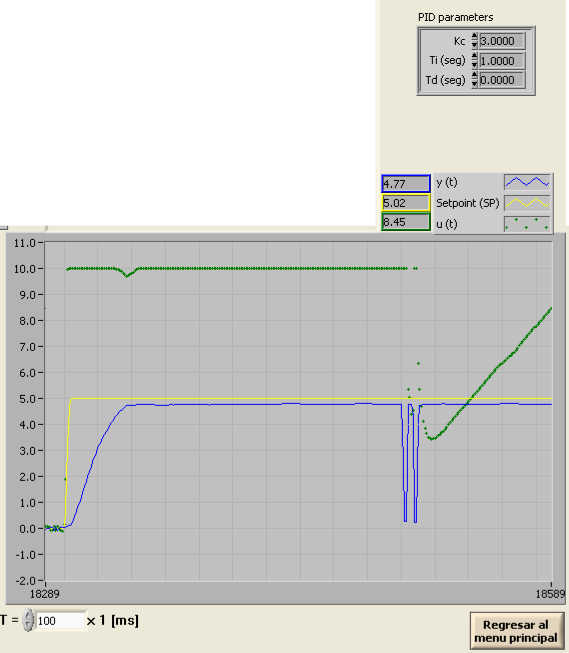 PID parameters
Kc 3.0000
Ti (seg) 1.0000
Td (seg) 0.0000
4.77 y (t)
5.02 Setpoint (SP)
8.45 u (t)
11.0
10.0
9.0
8.0
7.0
6.0
5.0
4.0
3.0
2.0
1.0
0.0
-1.0
-2.0
18289 18589
T = 100 x 1 [ms]
Regresar al
menu principal